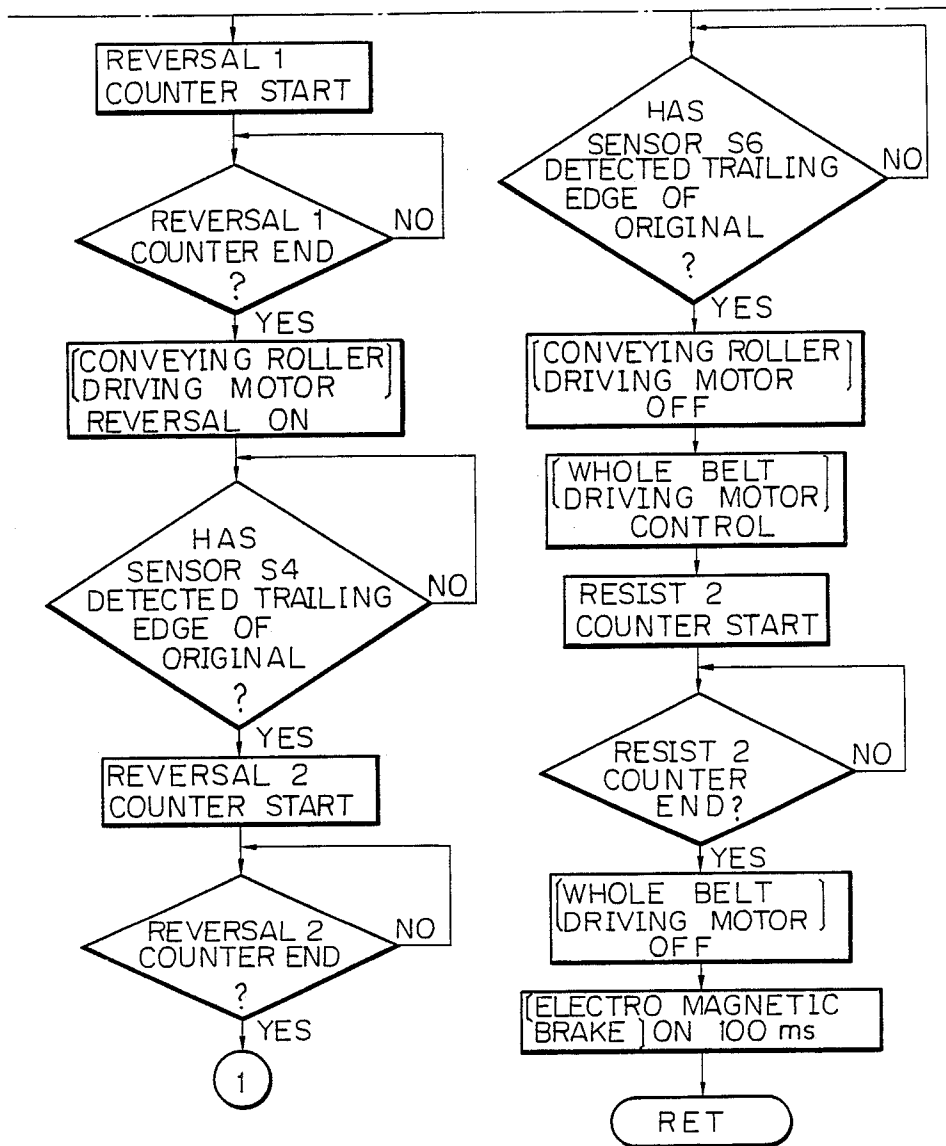 REVERSAL 1
COUNTER START
REVERSAL 1
COUNTER END
?
NO
YES
[CONVEYING ROLLER
DRIVING MOTOR]
REVERSAL ON
HAS
SENSOR S4
DETECTED TRAILING
EDGE OF
ORIGINAL
?
NO
YES
REVERSAL 2
COUNTER START
REVERSAL 2
COUNTER END
?
NO
YES
1
HAS
SENSOR S6
DETECTED TRAILING
EDGE OF
ORIGINAL
?
NO
YES
[CONVEYING ROLLER
DRIVING MOTOR]
OFF
[WHOLE BELT
DRIVING MOTOR]
CONTROL
RESIST 2
COUNTER START
RESIST 2
COUNTER
END?
NO
YES
[WHOLE BELT
DRIVING MOTOR]
OFF
[ELECTRO MAGNETIC
BRAKE] ON 100 ms
RET